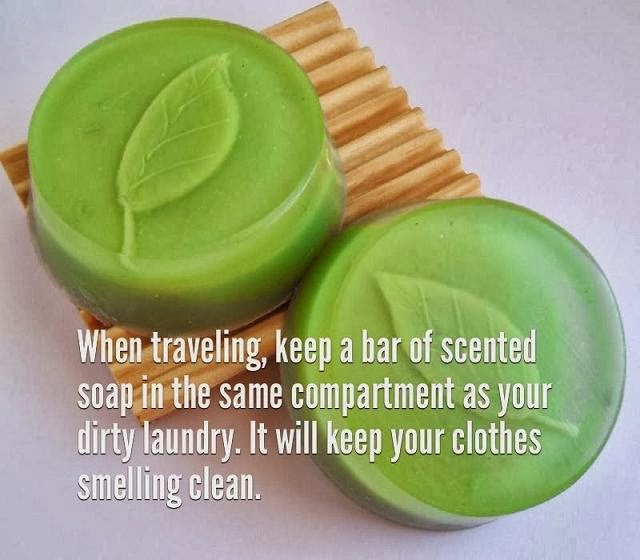 When traveling, keep a bar of scented
soap in the same compartment as your
dirty laundry. It will keep your clothes
smelling clean.